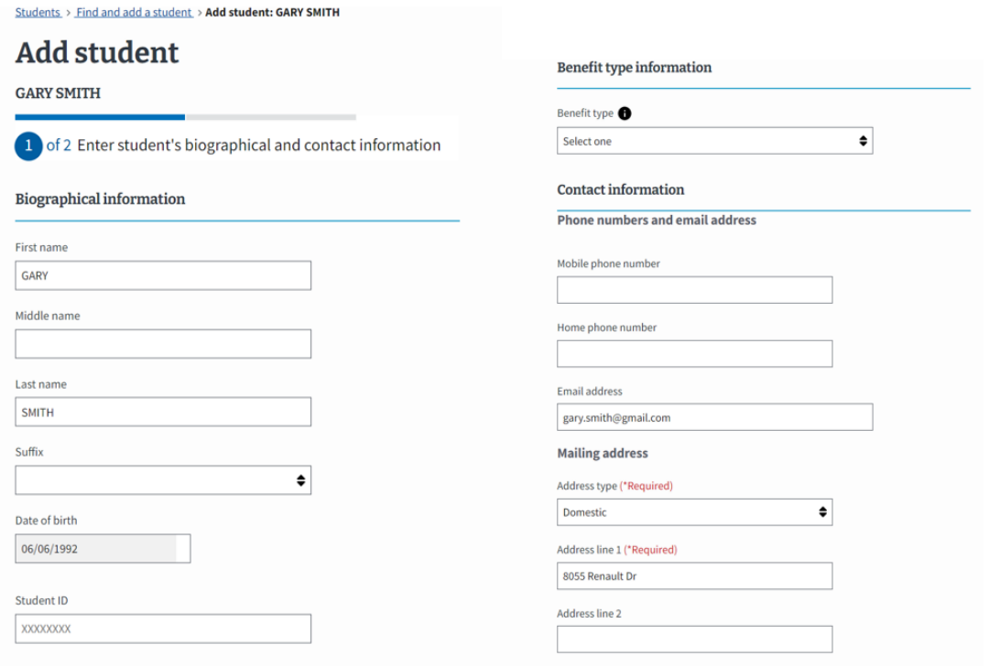 Students > Find and add a student > Add student: GARY SMITH
Add student
GARY SMITH
1 of 2 Enter student's biographical and contact information
Biographical information
First name
GARY
Middle name
Last name
SMITH
Suffix
Date of birth
06/06/1992
Student ID
XXXXXXXX
Benefit type information
Benefit type i
Select one
Contact information
Phone numbers and email address
Mobile phone number
Home phone number
Email address
gary.smith@gmail.com
Mailing address
Address type (*Required)
Domestic
Address line 1 (*Required)
8055 Renault Dr
Address line 2